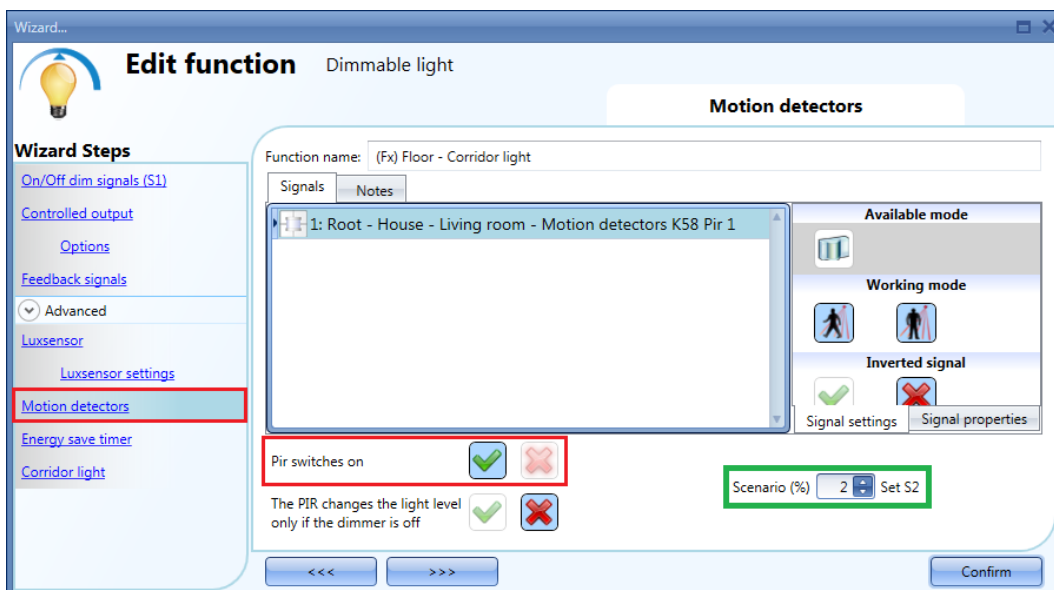 Wizard...
Edit function Dimmable light
Motion detectors
Wizard Steps
On/Off dim signals (S1)
Controlled output
Options
Feedback signals
Advanced
Luxsensor
Luxsensor settings
Motion detectors
Energy save timer
Corridor light
Function name: (Fx) Floor - Corridor light
Signals Notes
1: Root - House - Living room - Motion detectors K58 Pir 1
Available mode
Working mode
Inverted signal
Signal settings Signal properties
Pir switches on
The PIR changes the light level
only if the dimmer is off
Scenario (%) 2 Set S2
<<< >>> Confirm